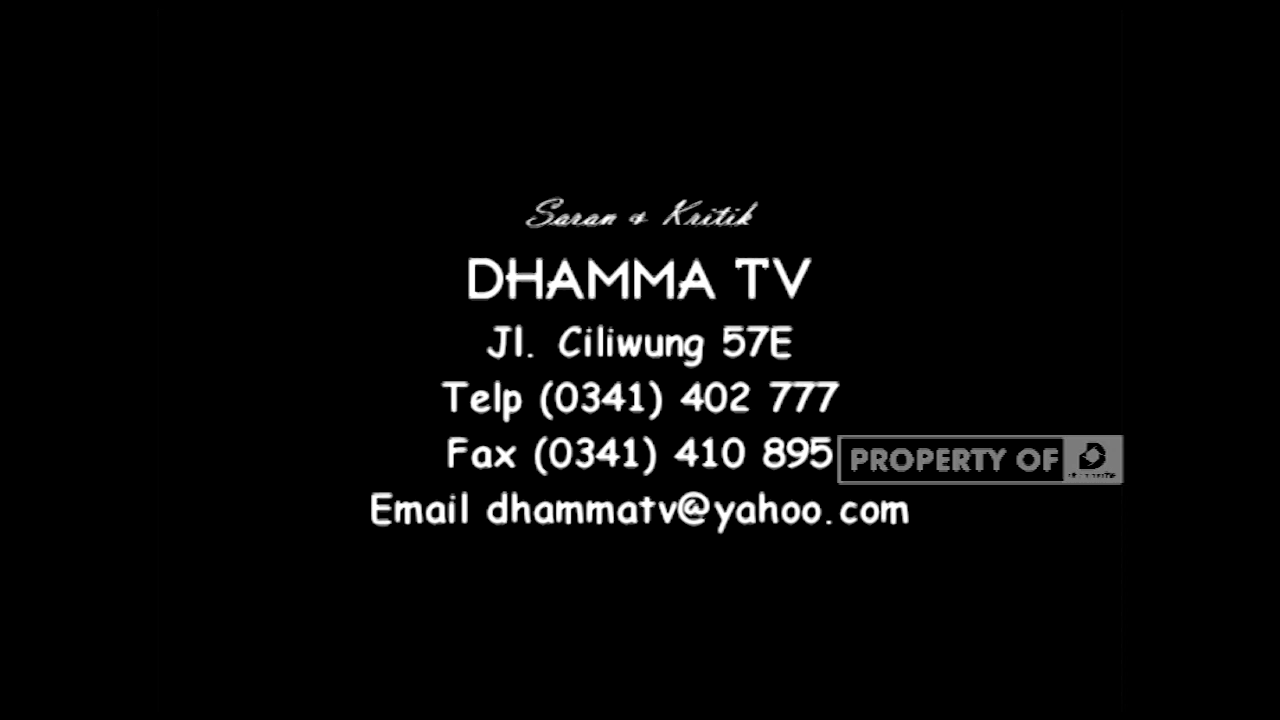 Saran & Kritik
DHAMMA TV
Jl. Ciliwung 57E
Telp (0341) 402 777
Fax (0341) 410 895
PROPERTY OF
Email dhammatv@yahoo.com